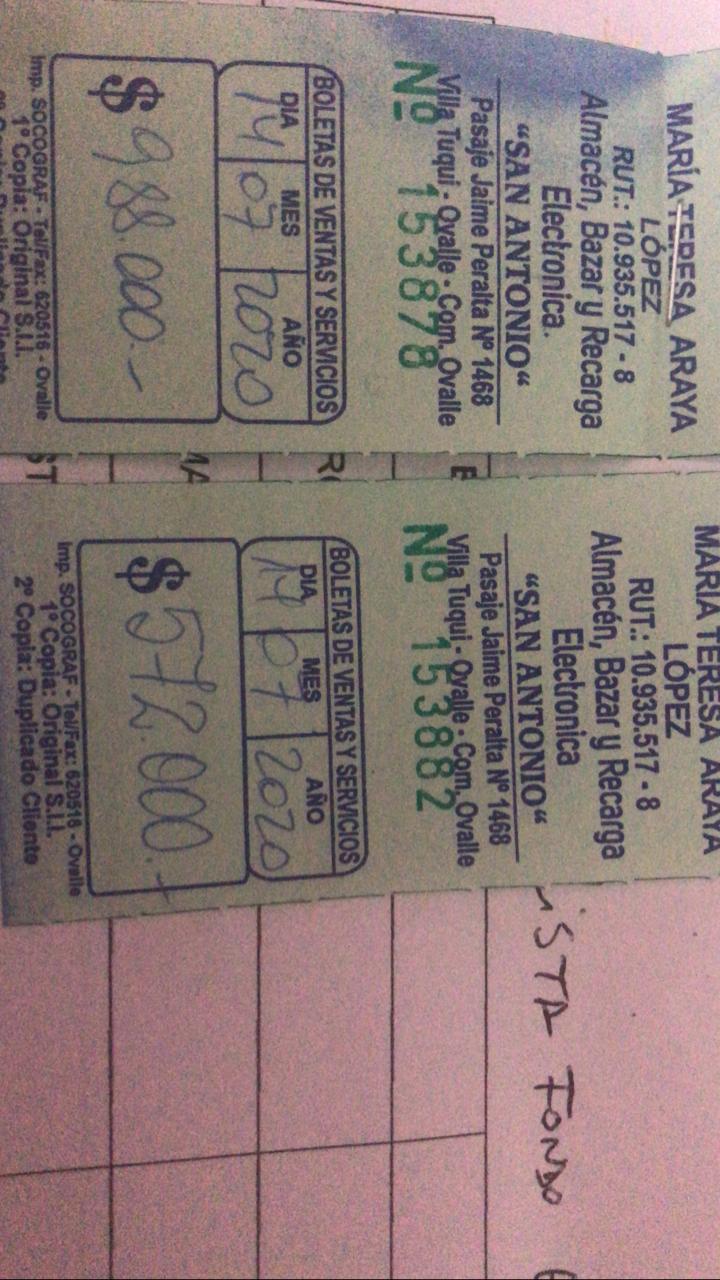 MARÍA TERESA ARAYA
LÓPEZ
RUT.: 10.935.517 - 8
Almacén, Bazar y Recarga
Electronica.
"SAN ANTONIO"
Pasaje Jaime Peralta Nº 1468
Villa Tuqui - Ovalle - Com. Ovalle
Nº 153878
BOLETAS DE VENTAS Y SERVICIOS
DIA MES AÑO
14 07 2020
$ 988.000.-
Imp. SOCOGRAF - Tel/Fax: 620516 - Ovalle
1º Copia: Original S.I.I.
MARÍA TERESA ARAYA
LÓPEZ
RUT.: 10.935.517 - 8
Almacén, Bazar y Recarga
Electronica
"SAN ANTONIO"
Pasaje Jaime Peralta Nº 1468
Villa Tuqui - Ovalle - Com. Ovalle
Nº 153882
BOLETAS DE VENTAS Y SERVICIOS
DIA MES AÑO
17 07 2020
$ 572.000.-
Imp. SOCOGRAF - Tel/Fax: 620516 - Ovalle
1º Copia: Original S.I.I.
2º Copia: Duplicado Cliente
FONDO